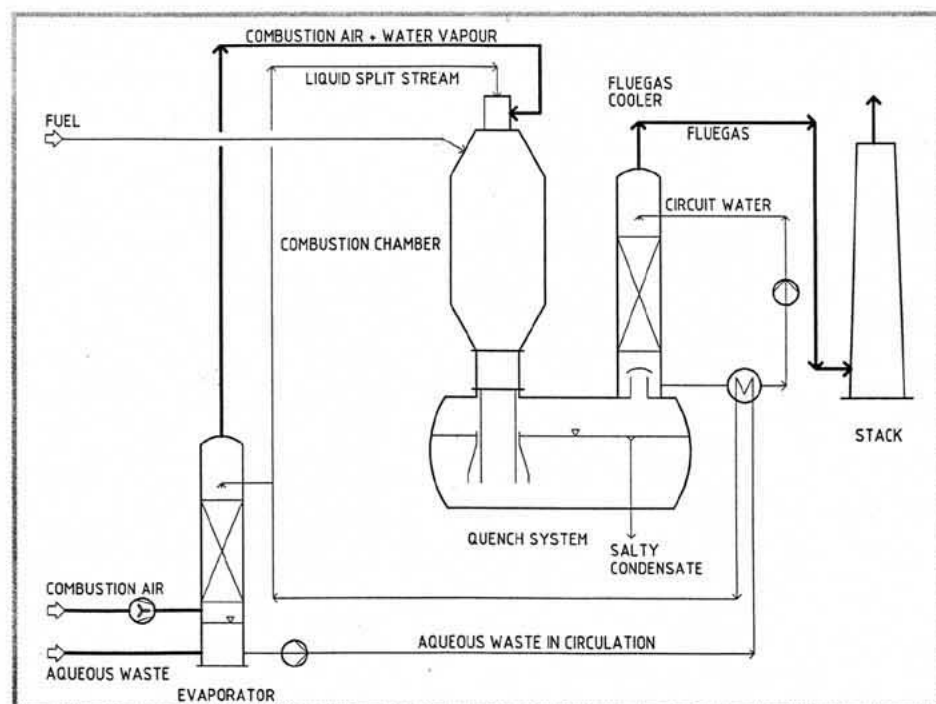 COMBUSTION AIR + WATER VAPOUR
LIQUID SPLIT STREAM
FLUEGAS
COOLER
FUEL
FLUEGAS
CIRCUIT WATER
COMBUSTION CHAMBER
M
STACK
QUENCH SYSTEM
SALTY
CONDENSATE
COMBUSTION AIR
AQUEOUS WASTE IN CIRCULATION
AQUEOUS WASTE
EVAPORATOR